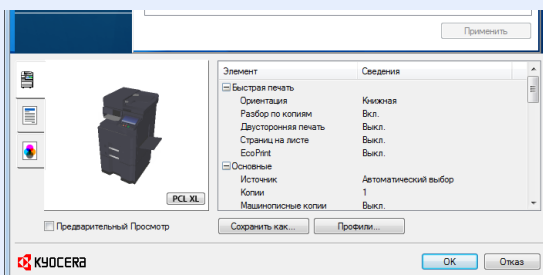 Применить
Элемент Сведения
Быстрая печать
Ориентация Книжная
Разбор по копиям Вкл.
Двусторонняя печать Выкл.
Страниц на листе Выкл.
EcoPrint Выкл.
Основные
Источник Автоматический выбор
Копии 1
Машинописные копии Выкл.
PCL XL
Предварительный Просмотр Сохранить как... Профили...
KYOCERA OK Отказ